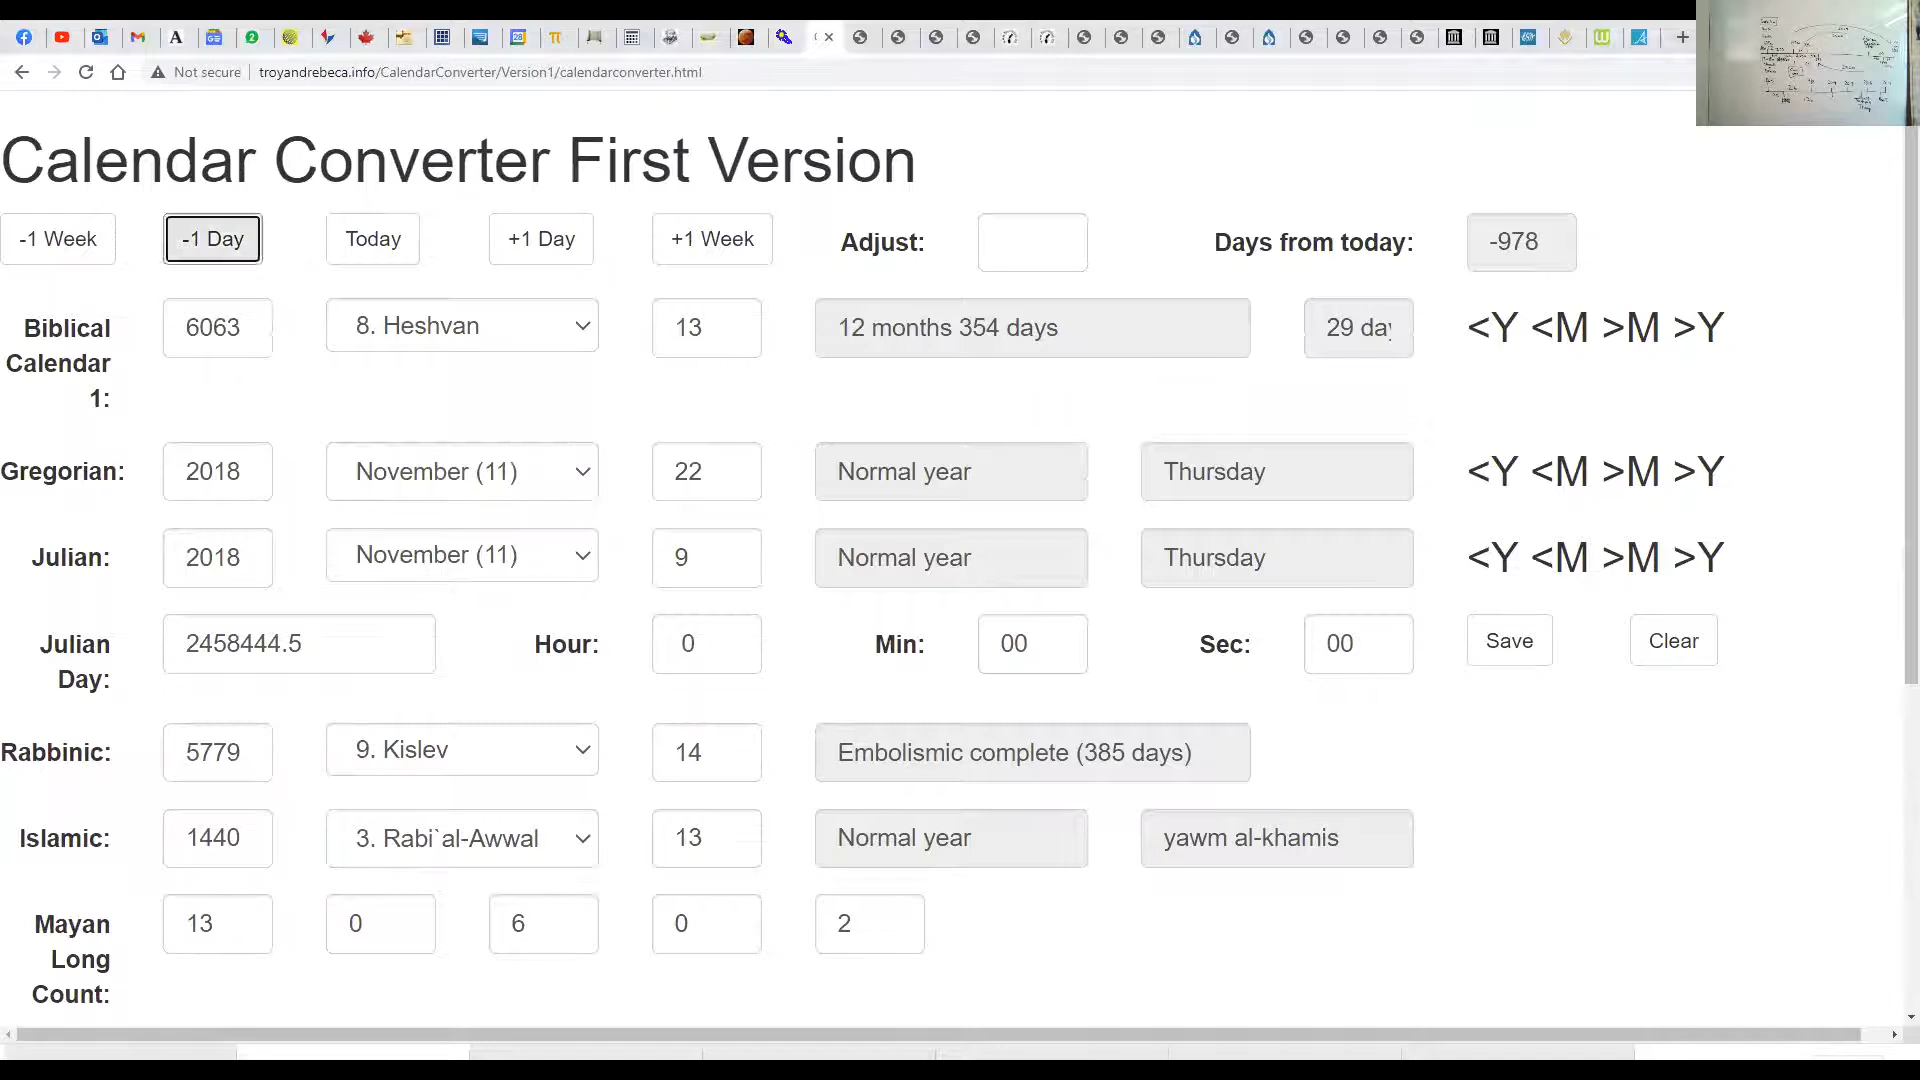 Not secure troyandrebeca.info/CalendarConverter/Version1/calendarconverter.html
Calendar Converter First Version
-1 Week -1 Day Today +1 Day +1 Week Adjust: Days from today: -978
Biblical Calendar 1: 6063 8. Heshvan 13 12 months 354 days 29 day <Y <M >M >Y
Gregorian: 2018 November (11) 22 Normal year Thursday <Y <M >M >Y
Julian: 2018 November (11) 9 Normal year Thursday <Y <M >M >Y
Julian Day: 2458444.5 Hour: 0 Min: 00 Sec: 00 Save Clear
Rabbinic: 5779 9. Kislev 14 Embolismic complete (385 days)
Islamic: 1440 3. Rabi`al-Awwal 13 Normal year yawm al-khamis
Mayan Long Count: 13 0 6 0 2